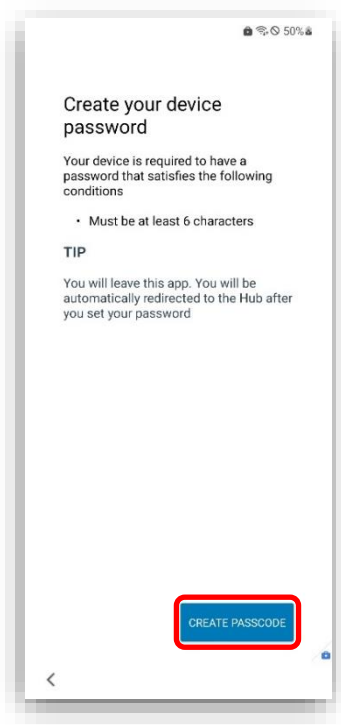 50%
Create your device
password
Your device is required to have a
password that satisfies the following
conditions
• Must be at least 6 characters
TIP
You will leave this app. You will be
automatically redirected to the Hub after
you set your password
CREATE PASSCODE